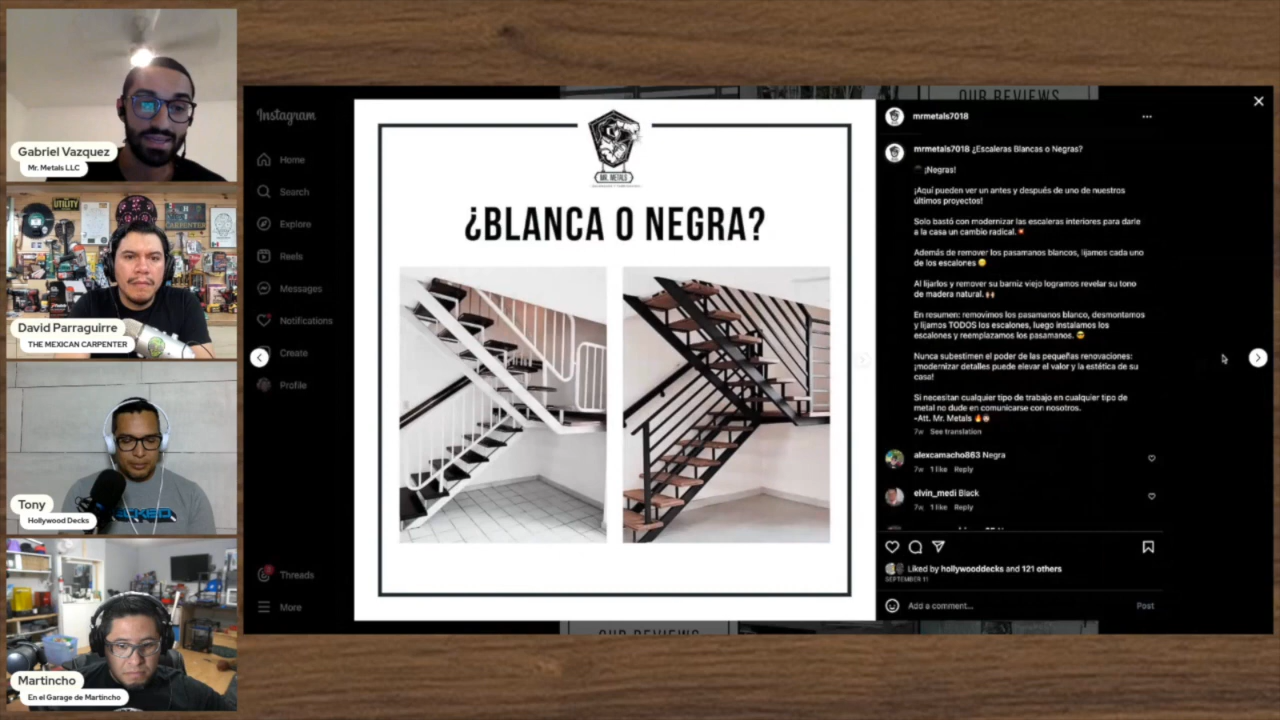 Gabriel Vazquez
Mr. Metals LLC
UTILITY
CARPENTER
David Parraguirre
THE MEXICAN CARPENTER
Tony
Hollywood Decks
Martincho
En el Garage de Martincho
Instagram
Home
Search
Explore
Reels
Messages
Notifications
Create
Profile
Threads
More
OUR REVIEWS
MR. METALS
¿BLANCA O NEGRA?
OUR REVIEWS
mrmetals7018
mrmetals7018 ¿Escaleras Blancas o Negras?
¡Negras!
¡Aquí pueden ver un antes y después de uno de nuestros
últimos proyectos!
Solo bastó con modernizar las escaleras interiores para darle
a la casa un cambio radical.
Además de remover los pasamanos blancos, lijamos cada uno
de los escalones
Al lijarlos y remover su barniz viejo logramos revelar su tono
de madera natural.
En resumen: removimos los pasamanos blanco, desmontamos
y lijamos TODOS los escalones, luego instalamos los
escalones y reemplazamos los pasamanos.
Nunca subestimen el poder de las pequeñas renovaciones:
¡modernizar detalles puede elevar el valor y la estética de su
casa!
Si necesitan cualquier tipo de trabajo en cualquier tipo de
metal no dude en comunicarse con nosotros.
-Att. Mr. Metals
7w See translation
alexcamacho863 Negra
7w 1 like Reply
elvin_medi Black
7w 1 like Reply
Liked by hollywooddecks and 121 others
SEPTEMBER 11
Add a comment...
Post